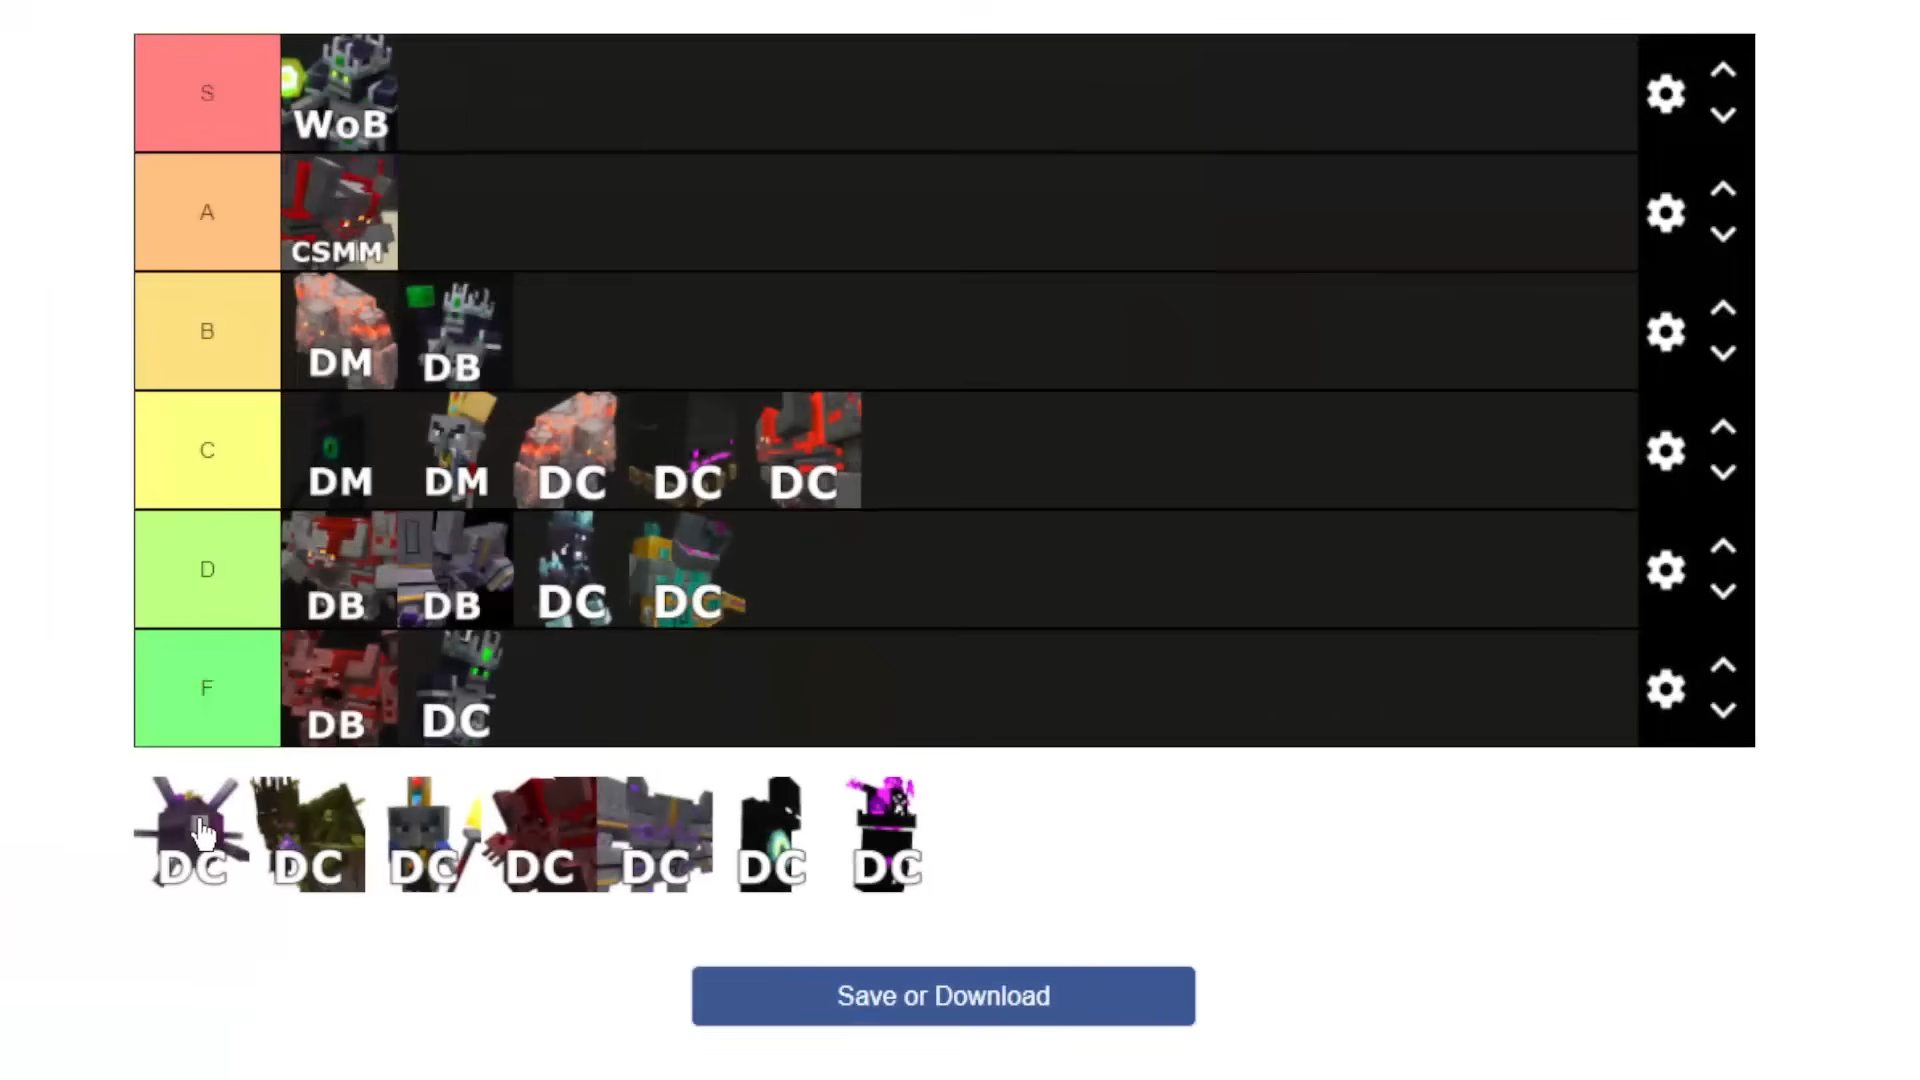 S
WoB
A
CSMM
B
DM DB
C
DM DM DC DC DC
D
DB DB DC DC
F
DB DC
DC DC DC DC DC DC DC
Save or Download